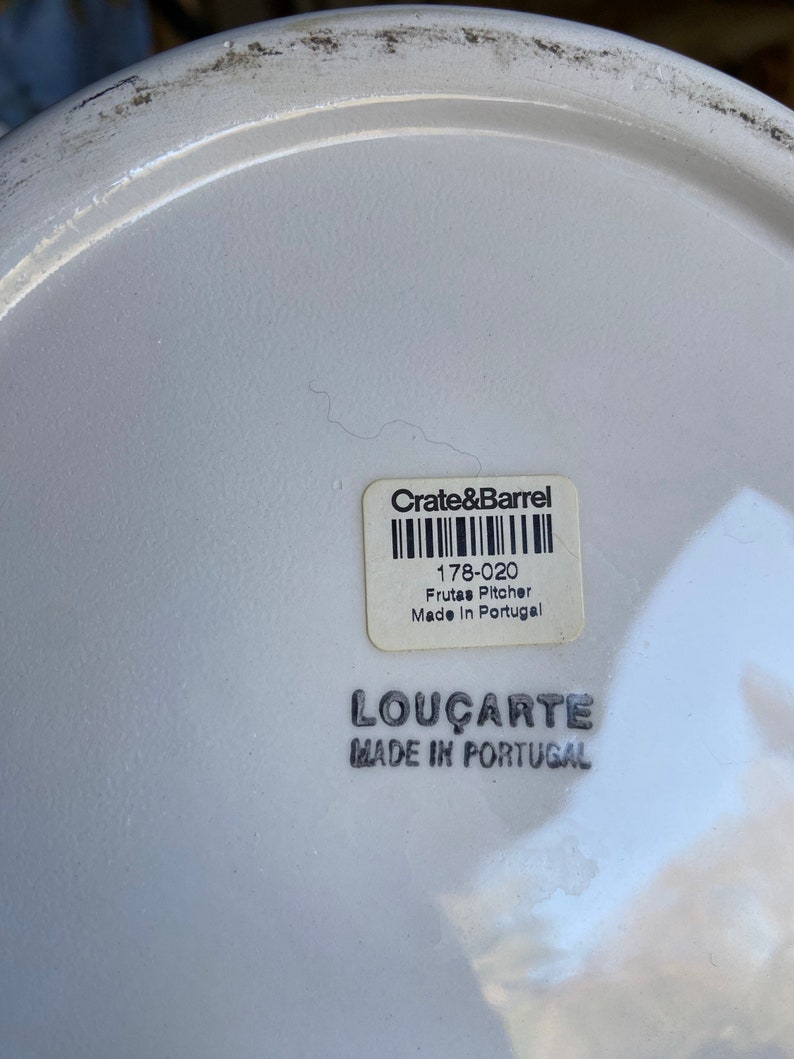 Crate&Barrel
178-020
Frutas Pitcher
Made In Portugal
LOUÇARTE
MADE IN PORTUGAL